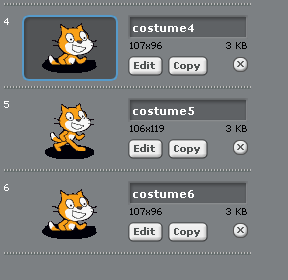 4
costume4
107x96 3 KB
Edit Copy
5
costume5
106x119 3 KB
Edit Copy
6
costume6
107x96 3 KB
Edit Copy